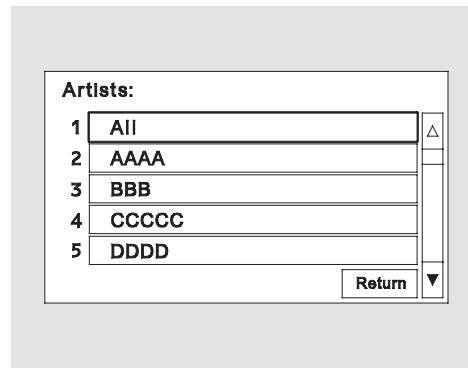 Artists:
1 All
2 AAAA
3 BBB
4 CCCCC
5 DDDD
Return